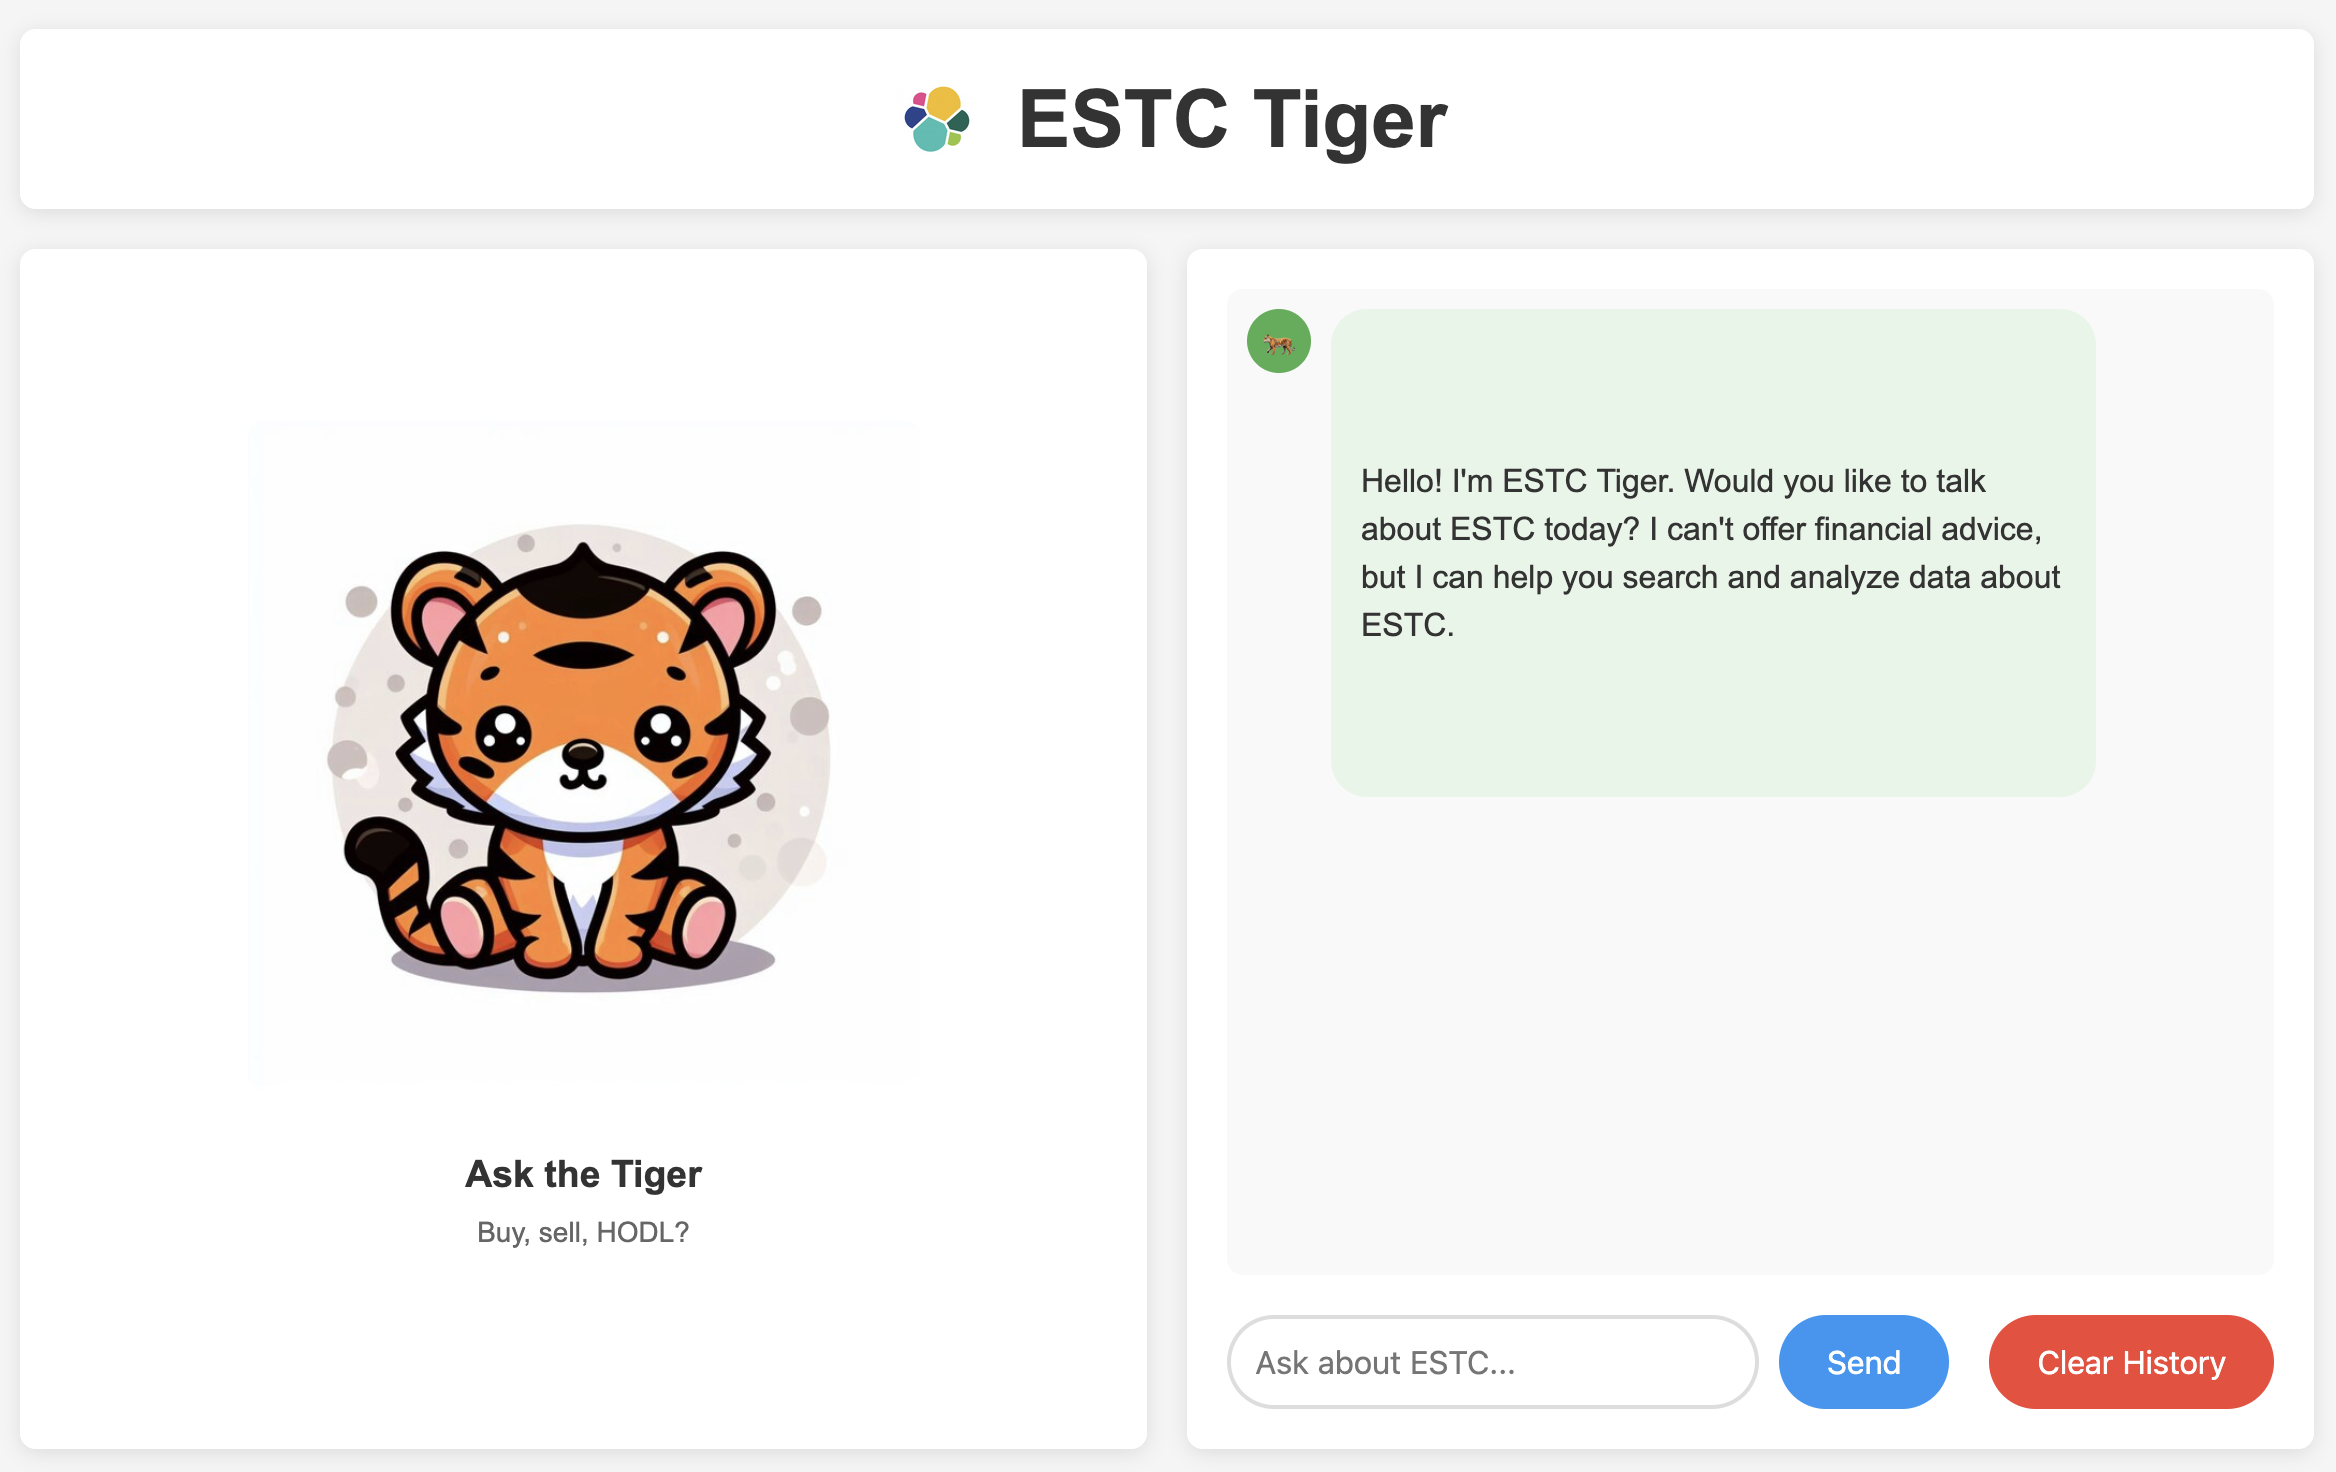 ESTC Tiger
Ask the Tiger
Buy, sell, HODL?
Hello! I'm ESTC Tiger. Would you like to talk
about ESTC today? I can't offer financial advice,
but I can help you search and analyze data about
ESTC.
Ask about ESTC...
Send
Clear History